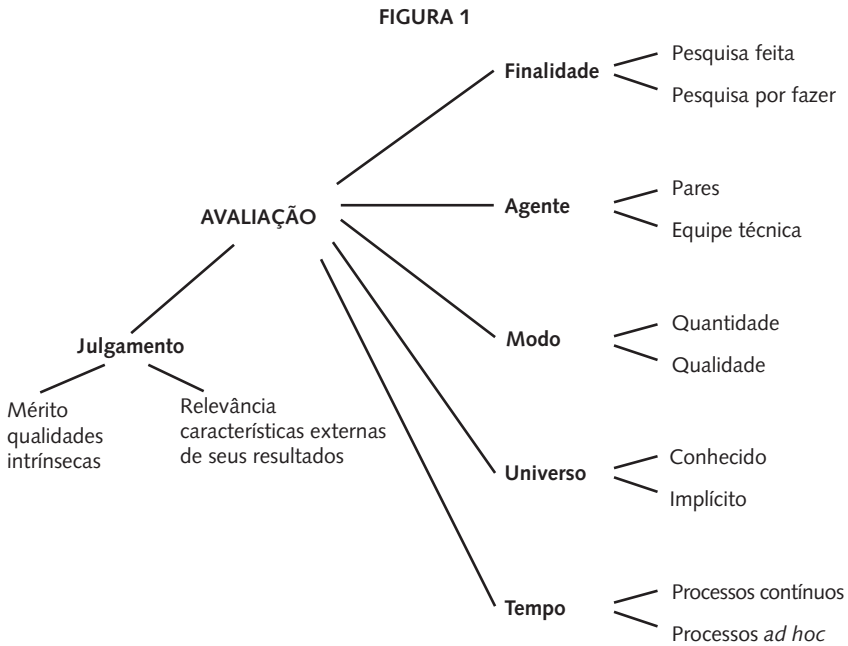 FIGURA 1
Finalidade
Pesquisa feita
Pesquisa por fazer
AVALIAÇÃO
Agente
Pares
Equipe técnica
Julgamento
Mérito
qualidades
intrínsecas
Relevância
características externas
de seus resultados
Modo
Quantidade
Qualidade
Universo
Conhecido
Implícito
Tempo
Processos contínuos
Processos ad hoc